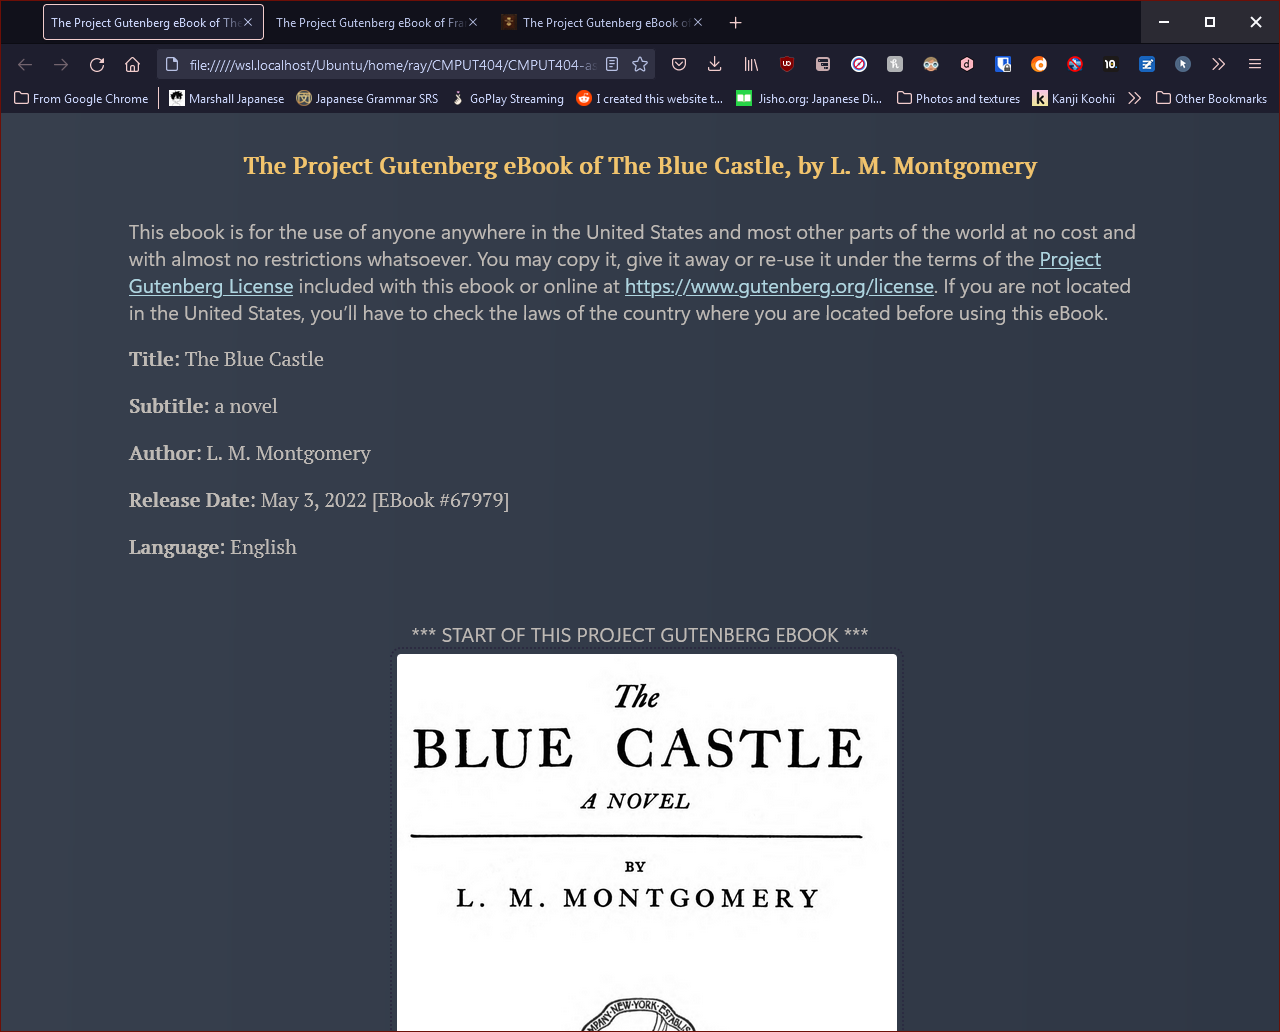 The Project Gutenberg eBook of The
The Project Gutenberg eBook of Fra
The Project Gutenberg eBook of
file://///wsl.localhost/Ubuntu/home/ray/CMPUT404/CMPUT404-as
From Google Chrome
Marshall Japanese
Japanese Grammar SRS
GoPlay Streaming
I created this website t...
Jisho.org: Japanese Di...
Photos and textures
Kanji Koohii
Other Bookmarks
The Project Gutenberg eBook of The Blue Castle, by L. M. Montgomery
This ebook is for the use of anyone anywhere in the United States and most other parts of the world at no cost and
with almost no restrictions whatsoever. You may copy it, give it away or re-use it under the terms of the Project
Gutenberg License included with this ebook or online at https://www.gutenberg.org/license. If you are not located
in the United States, you’ll have to check the laws of the country where you are located before using this eBook.
Title: The Blue Castle
Subtitle: a novel
Author: L. M. Montgomery
Release Date: May 3, 2022 [EBook #67979]
Language: English
*** START OF THIS PROJECT GUTENBERG EBOOK ***
The
BLUE CASTLE
A NOVEL
BY
L. M. MONTGOMERY
COMPANY·NEW·YORK·ESTABLIS